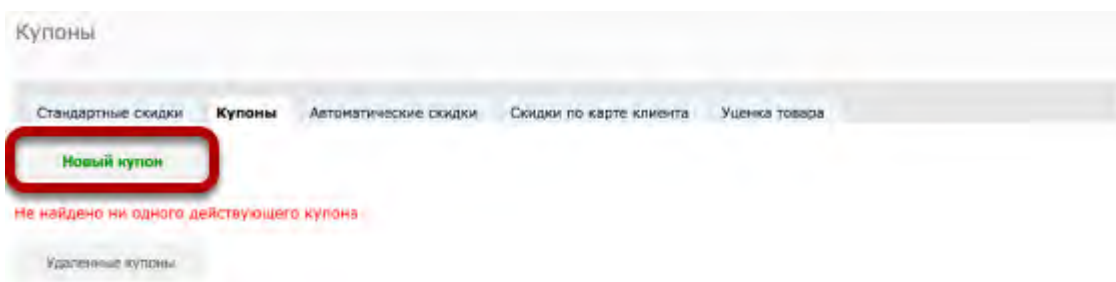 Купоны
Стандартные скидки Купоны Автоматические скидки Скидки по карте клиента Уценка товара
Новый купон
Не найдено ни одного действующего купона
Удаленные купоны